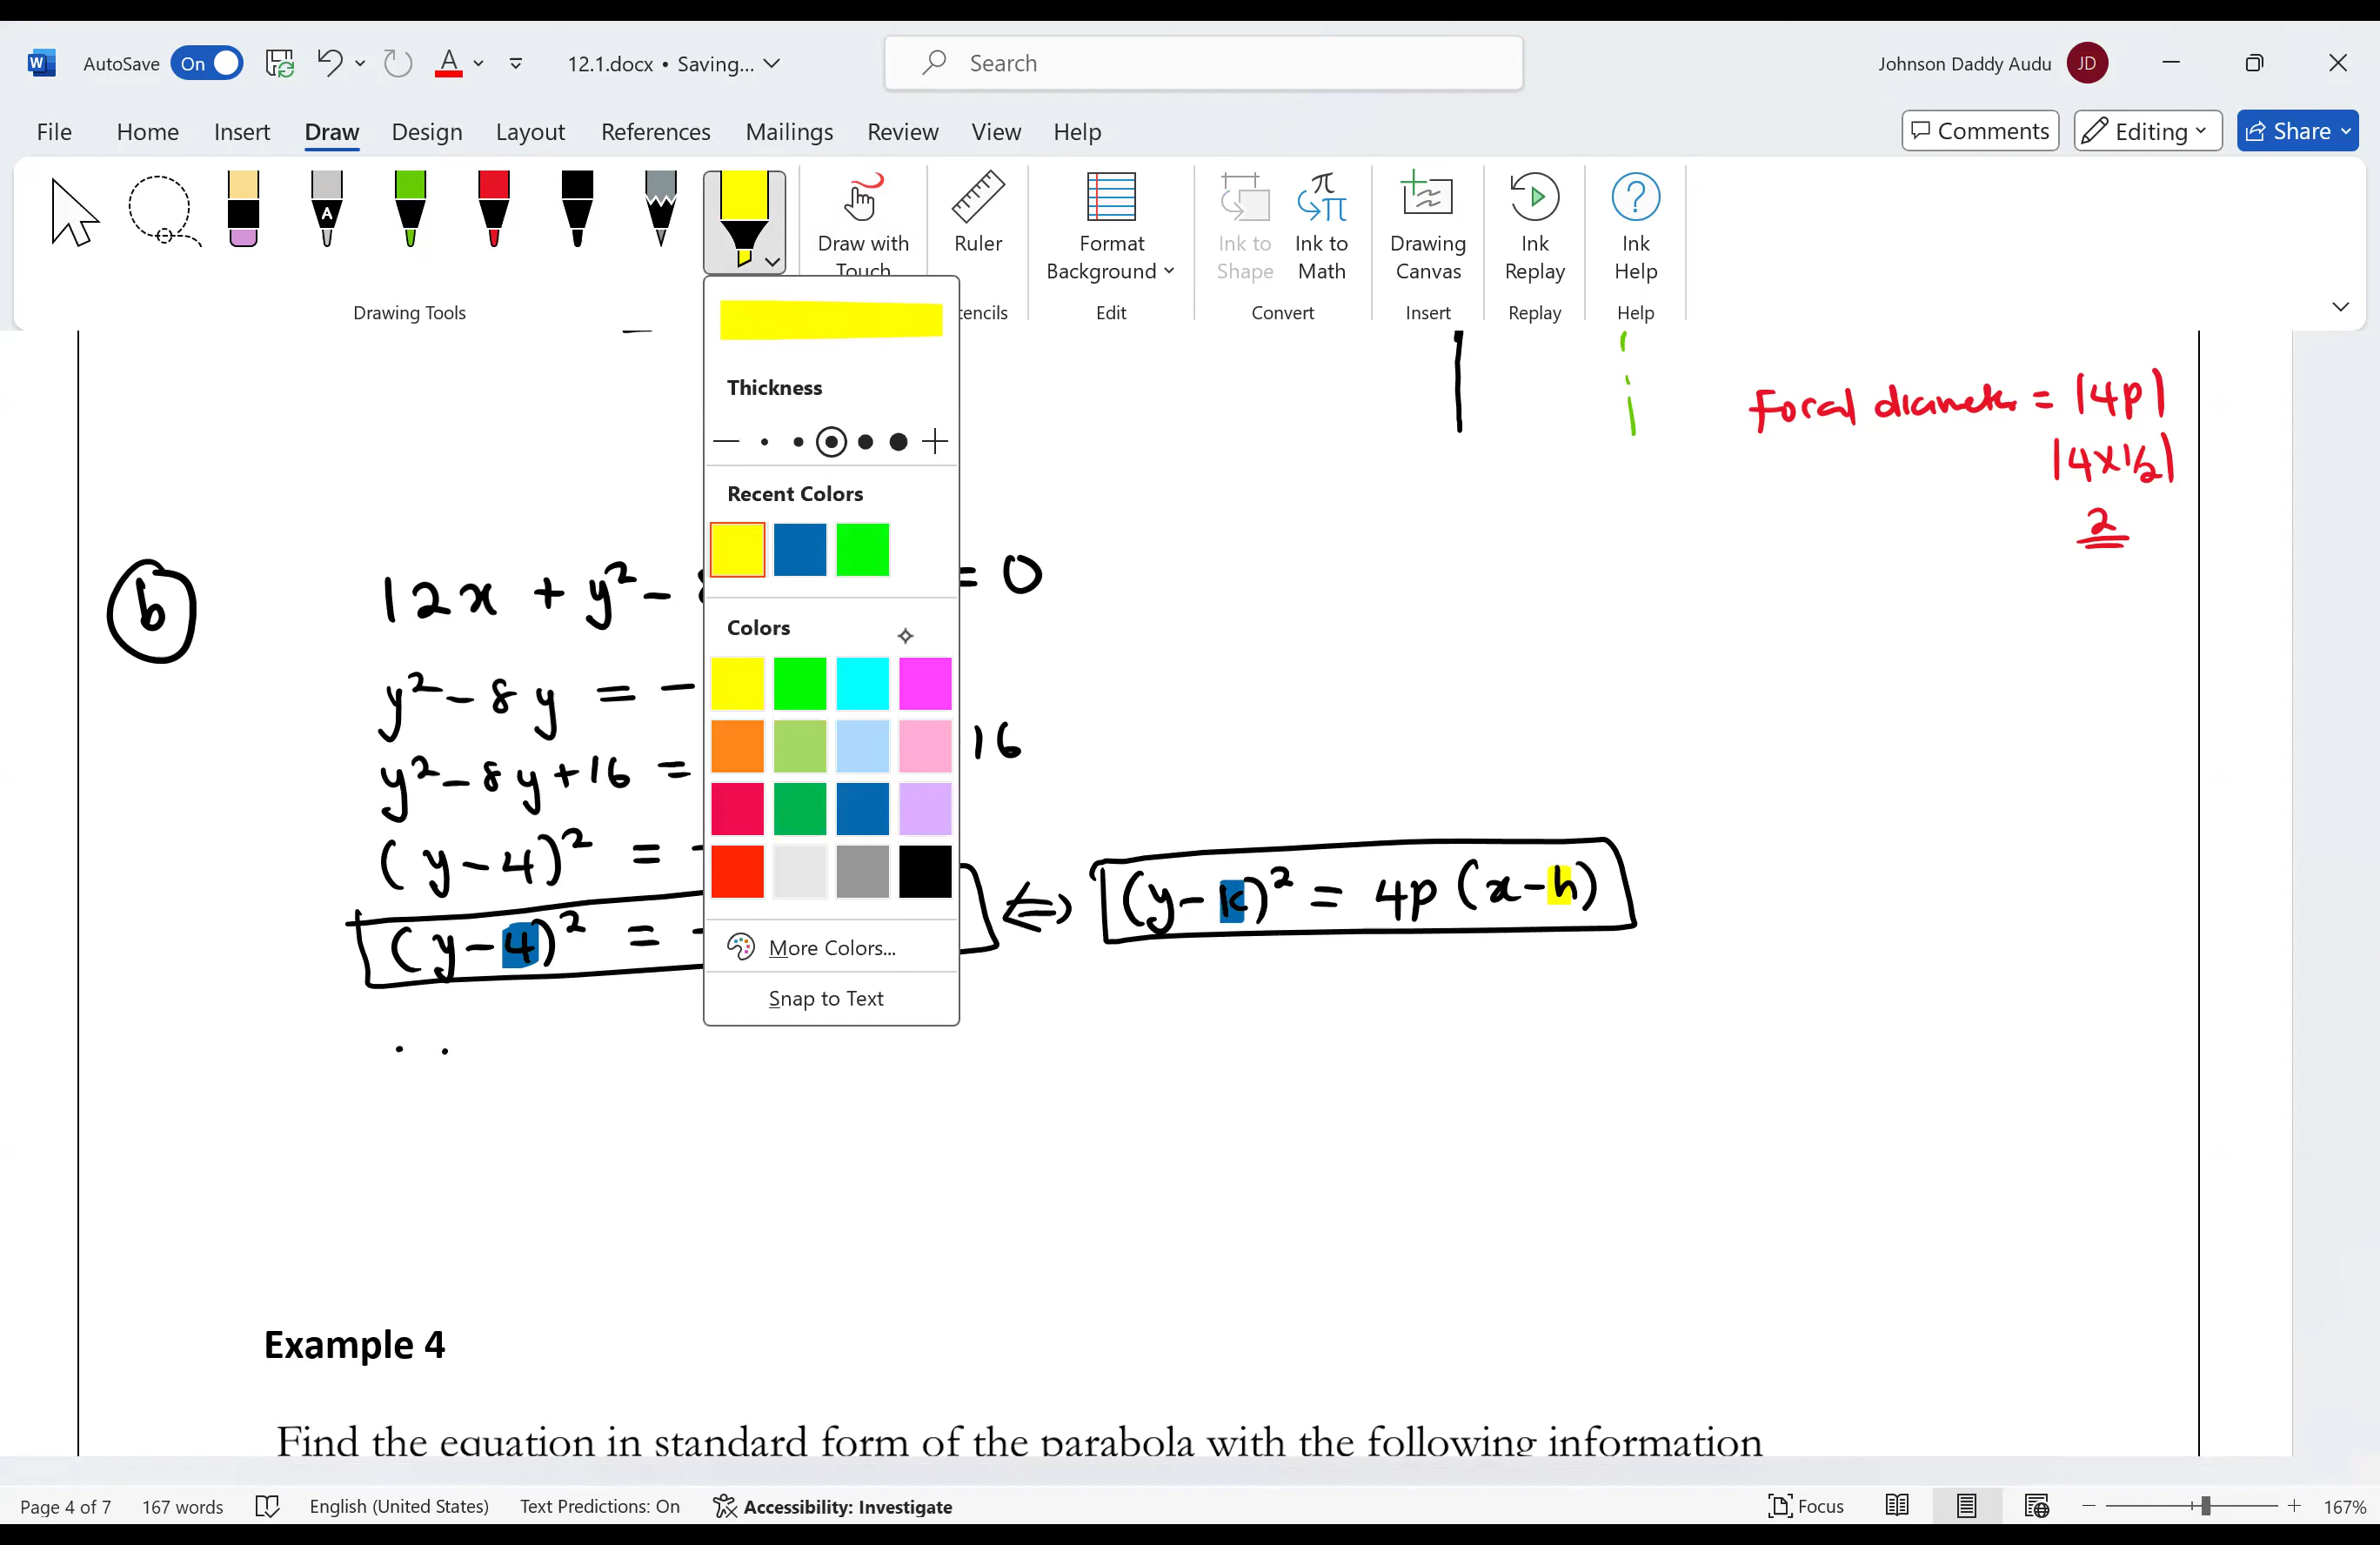 AutoSave On 12.1.docx • Saving... Search Johnson Daddy Audu JD
File Home Insert Draw Design Layout References Mailings Review View Help Comments Editing Share
A
Draw with Touch
Ruler
Format Background
Ink to Shape
Ink to Math
Drawing Canvas
Ink Replay
Ink Help
Drawing Tools encils Edit Convert Insert Replay Help
Thickness
Recent Colors
Colors
More Colors...
Snap to Text
Focal diameter = |4p|
|4x1/2|
2
b 12x + y² - = 0
y² - 8y = -
y² - 8y + 16 = 16
(y - 4)² = -
(y - 4)² = - ⇔ (y - k)² = 4p (x - h)
Example 4
Find the equation in standard form of the parabola with the following information
Page 4 of 7 167 words English (United States) Text Predictions: On Accessibility: Investigate Focus 167%